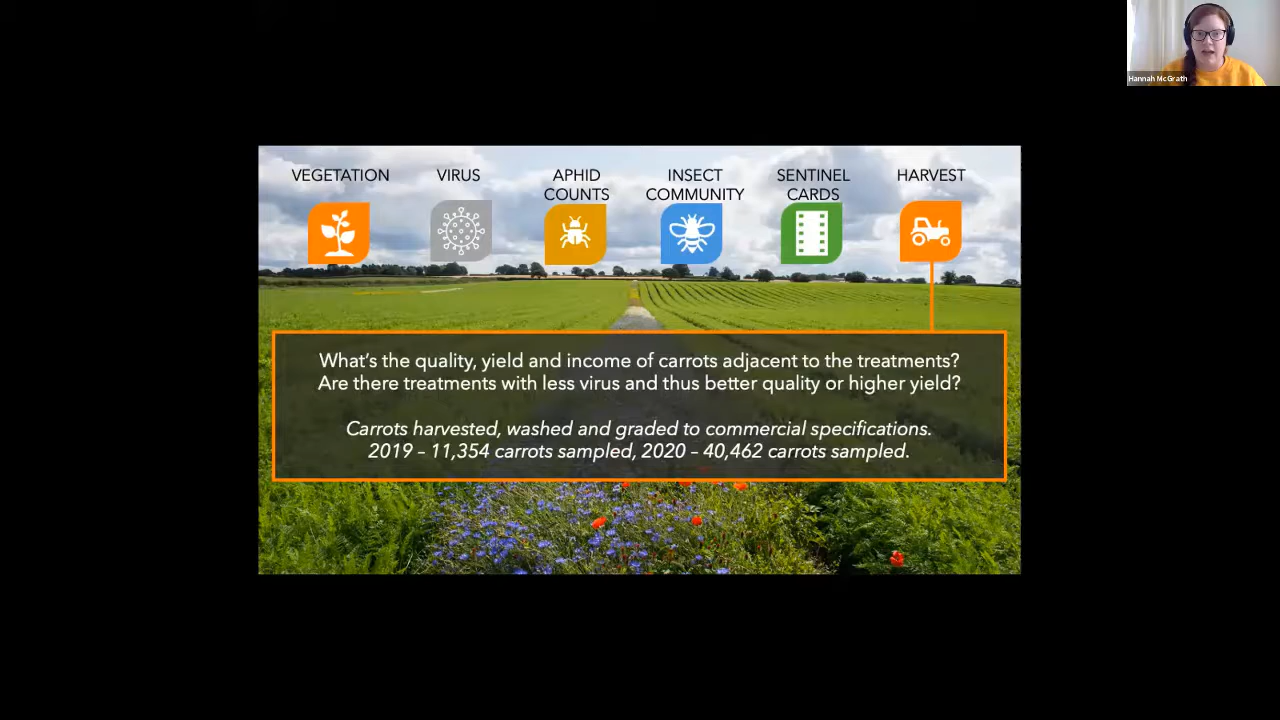 Hannah McGrath
VEGETATION
VIRUS
APHID
COUNTS
INSECT
COMMUNITY
SENTINEL
CARDS
HARVEST
What's the quality, yield and income of carrots adjacent to the treatments?
Are there treatments with less virus and thus better quality or higher yield?
Carrots harvested, washed and graded to commercial specifications.
2019 – 11,354 carrots sampled, 2020 – 40,462 carrots sampled.